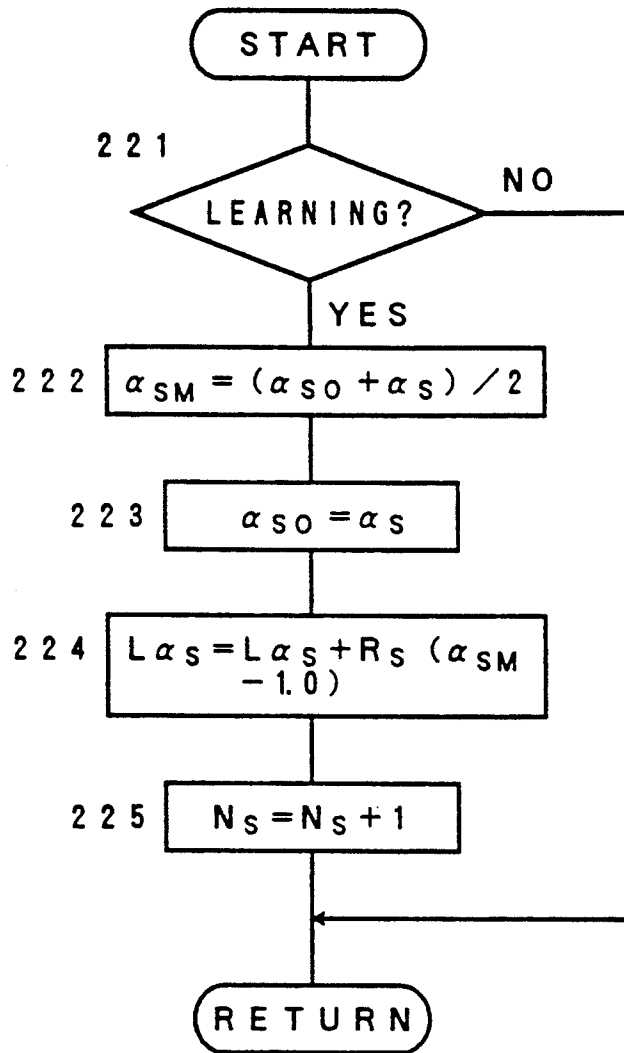 START
221
LEARNING?
NO
YES
222
α_SM = (α_SO + α_S) / 2
223
α_SO = α_S
224
Lα_S = Lα_S + R_S (α_SM
-1.0)
225
N_S = N_S + 1
RETURN